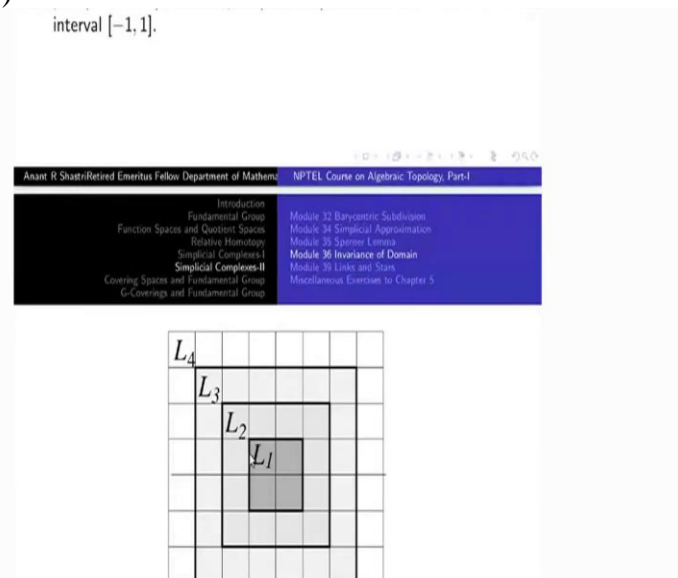 interval [−1, 1].
Anant R ShastriRetired Emeritus Fellow Department of Mathema
NPTEL Course on Algebraic Topology, Part-I
Introduction
Fundamental Group
Function Spaces and Quotient Spaces
Relative Homotopy
Simplicial Complexes-I
Simplicial Complexes-II
Covering Spaces and Fundamental Group
G-Coverings and Fundamental Group
Module 32 Barycentric Subdivision
Module 34 Simplicial Approximation
Module 35 Sperner Lemma
Module 36 Invariance of Domain
Module 39 Links and Stars
Miscellaneous Exercises to Chapter 5
L4
L3
L2
L1